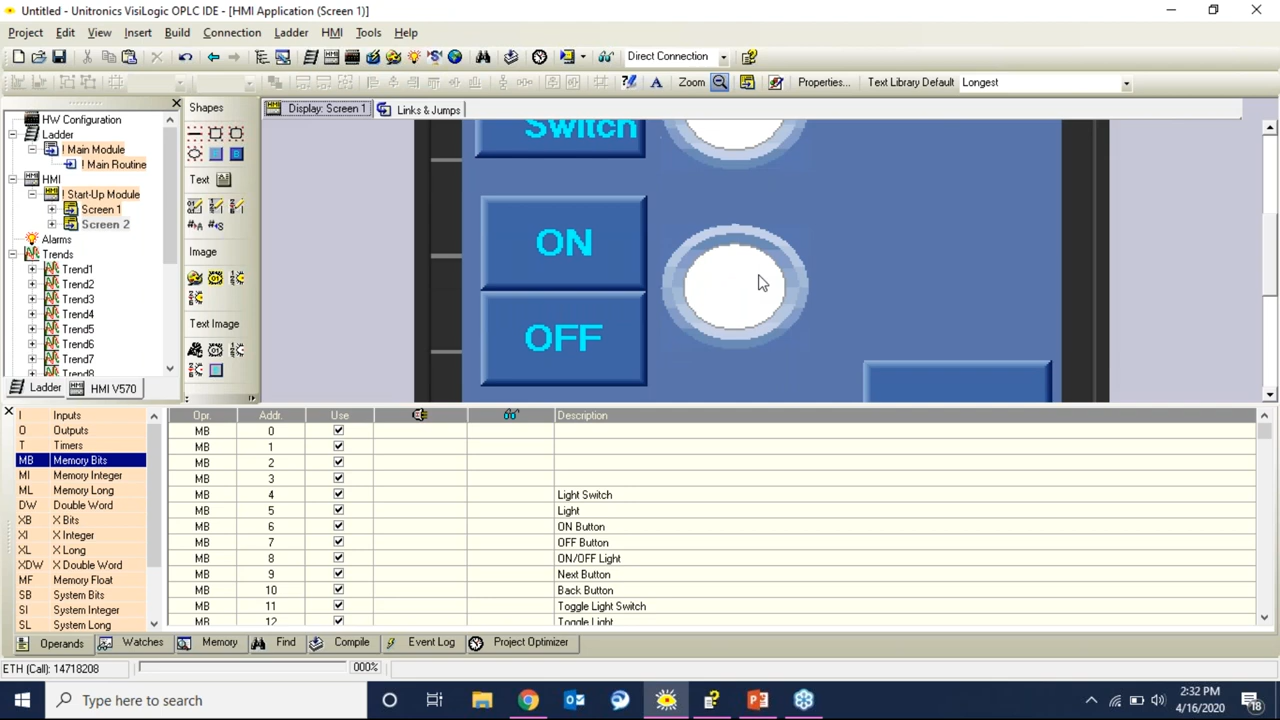 Untitled - Unitronics VisiLogic OPLC IDE - [HMI Application (Screen 1)]
Project Edit View Insert Build Connection Ladder HMI Tools Help
Direct Connection
Zoom Properties... Text Library Default Longest
HW Configuration
Ladder
! Main Module
! Main Routine
HMI
! Start-Up Module
Screen 1
Screen 2
Alarms
Trends
Trend1
Trend2
Trend3
Trend4
Trend5
Trend6
Trend7
Trend8
Ladder HMI V570
Shapes
Text
Image
Text Image
Display: Screen 1 Links & Jumps
Switch
ON
OFF
I Inputs
O Outputs
T Timers
MB Memory Bits
MI Memory Integer
ML Memory Long
DW Double Word
XB X Bits
XI X Integer
XL X Long
XDW X Double Word
MF Memory Float
SB System Bits
SI System Integer
SL System Long
Opr. Addr. Use Description
MB 0
MB 1
MB 2
MB 3
MB 4 Light Switch
MB 5 Light
MB 6 ON Button
MB 7 OFF Button
MB 8 ON/OFF Light
MB 9 Next Button
MB 10 Back Button
MB 11 Toggle Light Switch
MB 12 Toggle Light
Operands Watches Memory Find Compile Event Log Project Optimizer
ETH (Call): 14718208 000%
Type here to search
2:32 PM
4/16/2020
18